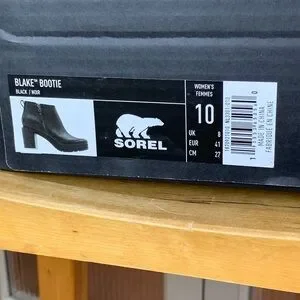 BLAKE™ BOOTIE
BLACK / NOIR
SOREL
WOMEN'S
FEMMES
10
UK 8
EUR 41
CM 27
MADE IN CHINA
FABRIQUÉ EN CHINE